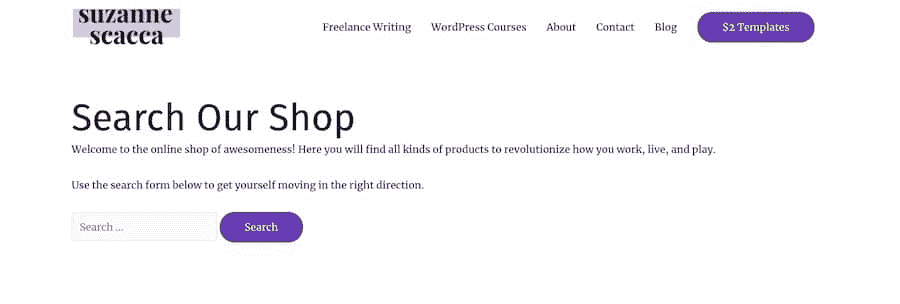 suzanne
scacca
Freelance Writing WordPress Courses About Contact Blog $2 Templates
Search Our Shop
Welcome to the online shop of awesomeness! Here you will find all kinds of products to revolutionize how you work, live, and play.
Use the search form below to get yourself moving in the right direction.
Search ... Search